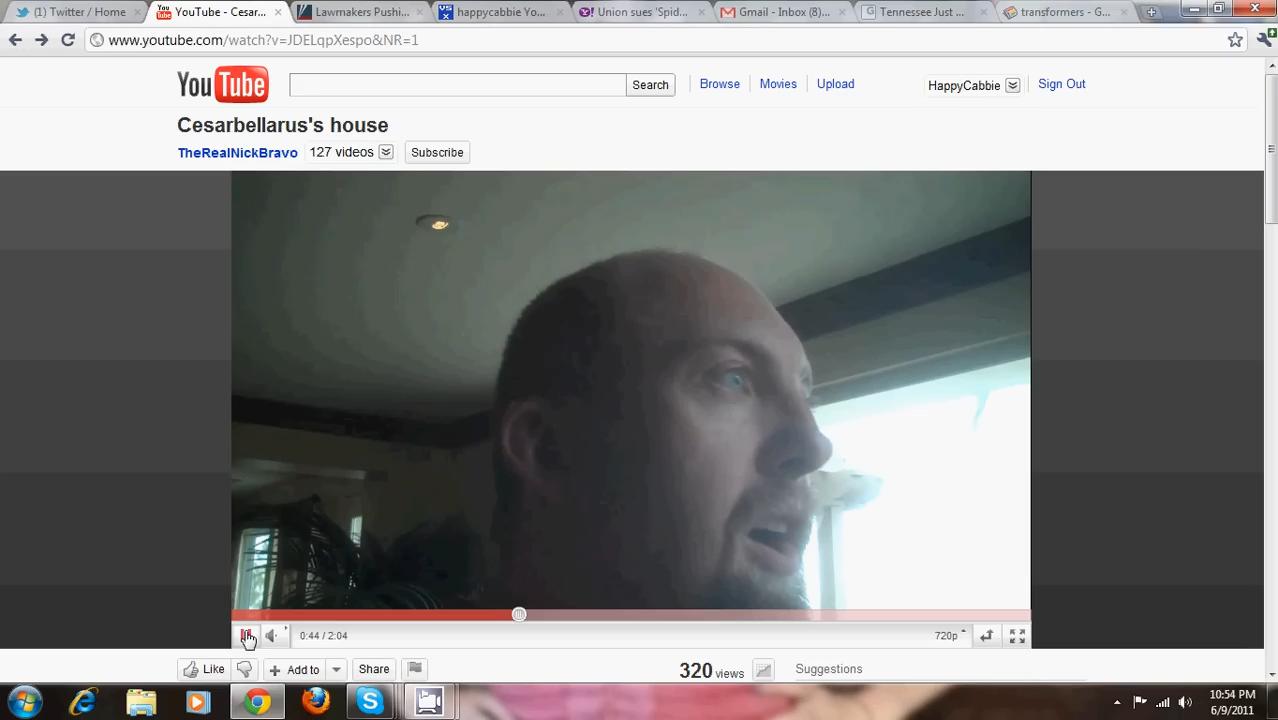 (1) Twitter / Home
YouTube - Cesar...
Lawmakers Pushi...
happycabbie Yo...
Union sues 'Spid...
Gmail - Inbox (8)...
Tennessee Just ...
transformers - G...
www.youtube.com/watch?v=JDELqpXespo&NR=1
YouTube
Search
Browse
Movies
Upload
HappyCabbie
Sign Out
Cesarbellarus's house
TheRealNickBravo 127 videos
Subscribe
0:44 / 2:04
720p
Like
Add to
Share
320 views
Suggestions
10:54 PM
6/9/2011